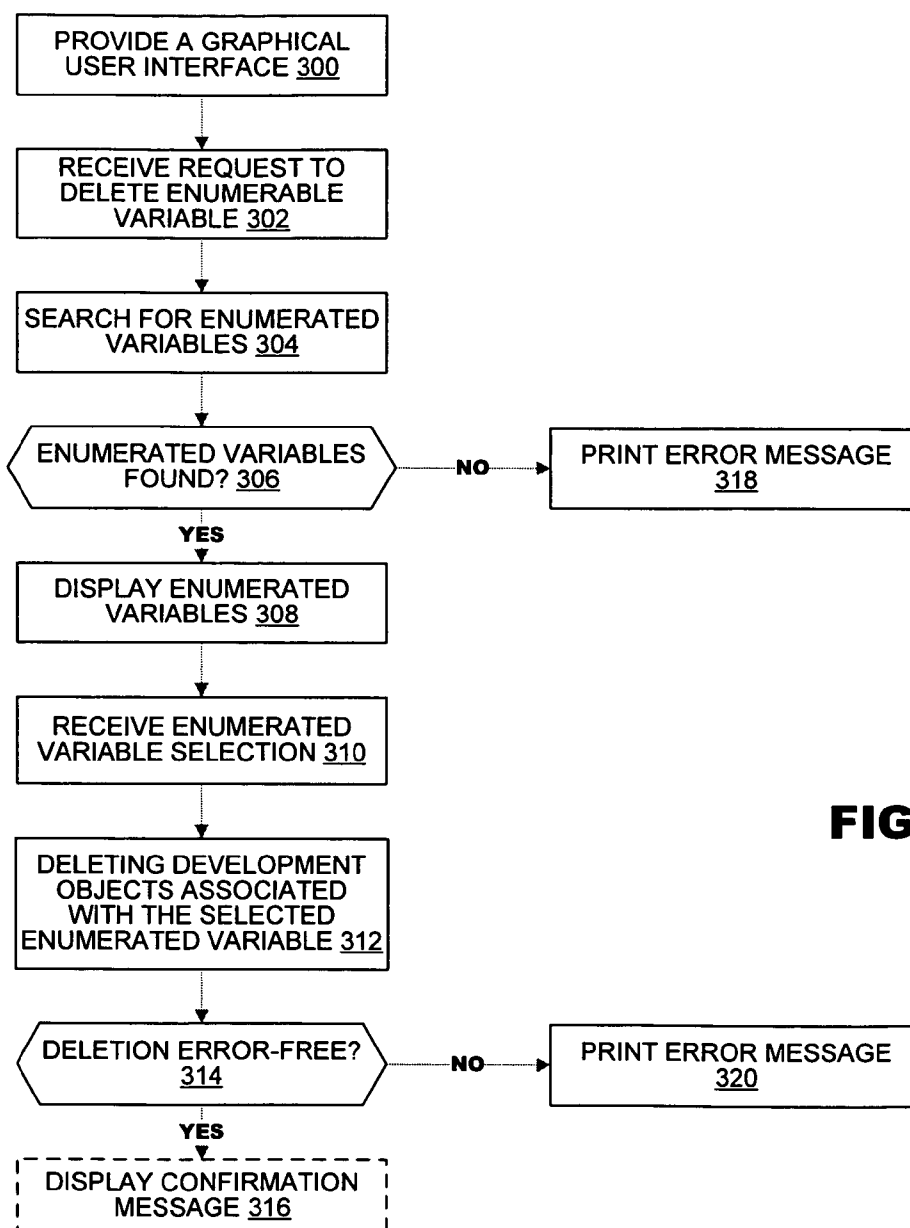 PROVIDE A GRAPHICAL
USER INTERFACE 300
RECEIVE REQUEST TO
DELETE ENUMERABLE
VARIABLE 302
SEARCH FOR ENUMERATED
VARIABLES 304
ENUMERATED VARIABLES
FOUND? 306
NO
PRINT ERROR MESSAGE
318
YES
DISPLAY ENUMERATED
VARIABLES 308
RECEIVE ENUMERATED
VARIABLE SELECTION 310
FIG
DELETING DEVELOPMENT
OBJECTS ASSOCIATED
WITH THE SELECTED
ENUMERATED VARIABLE 312
DELETION ERROR-FREE?
314
NO
PRINT ERROR MESSAGE
320
YES
DISPLAY CONFIRMATION
MESSAGE 316